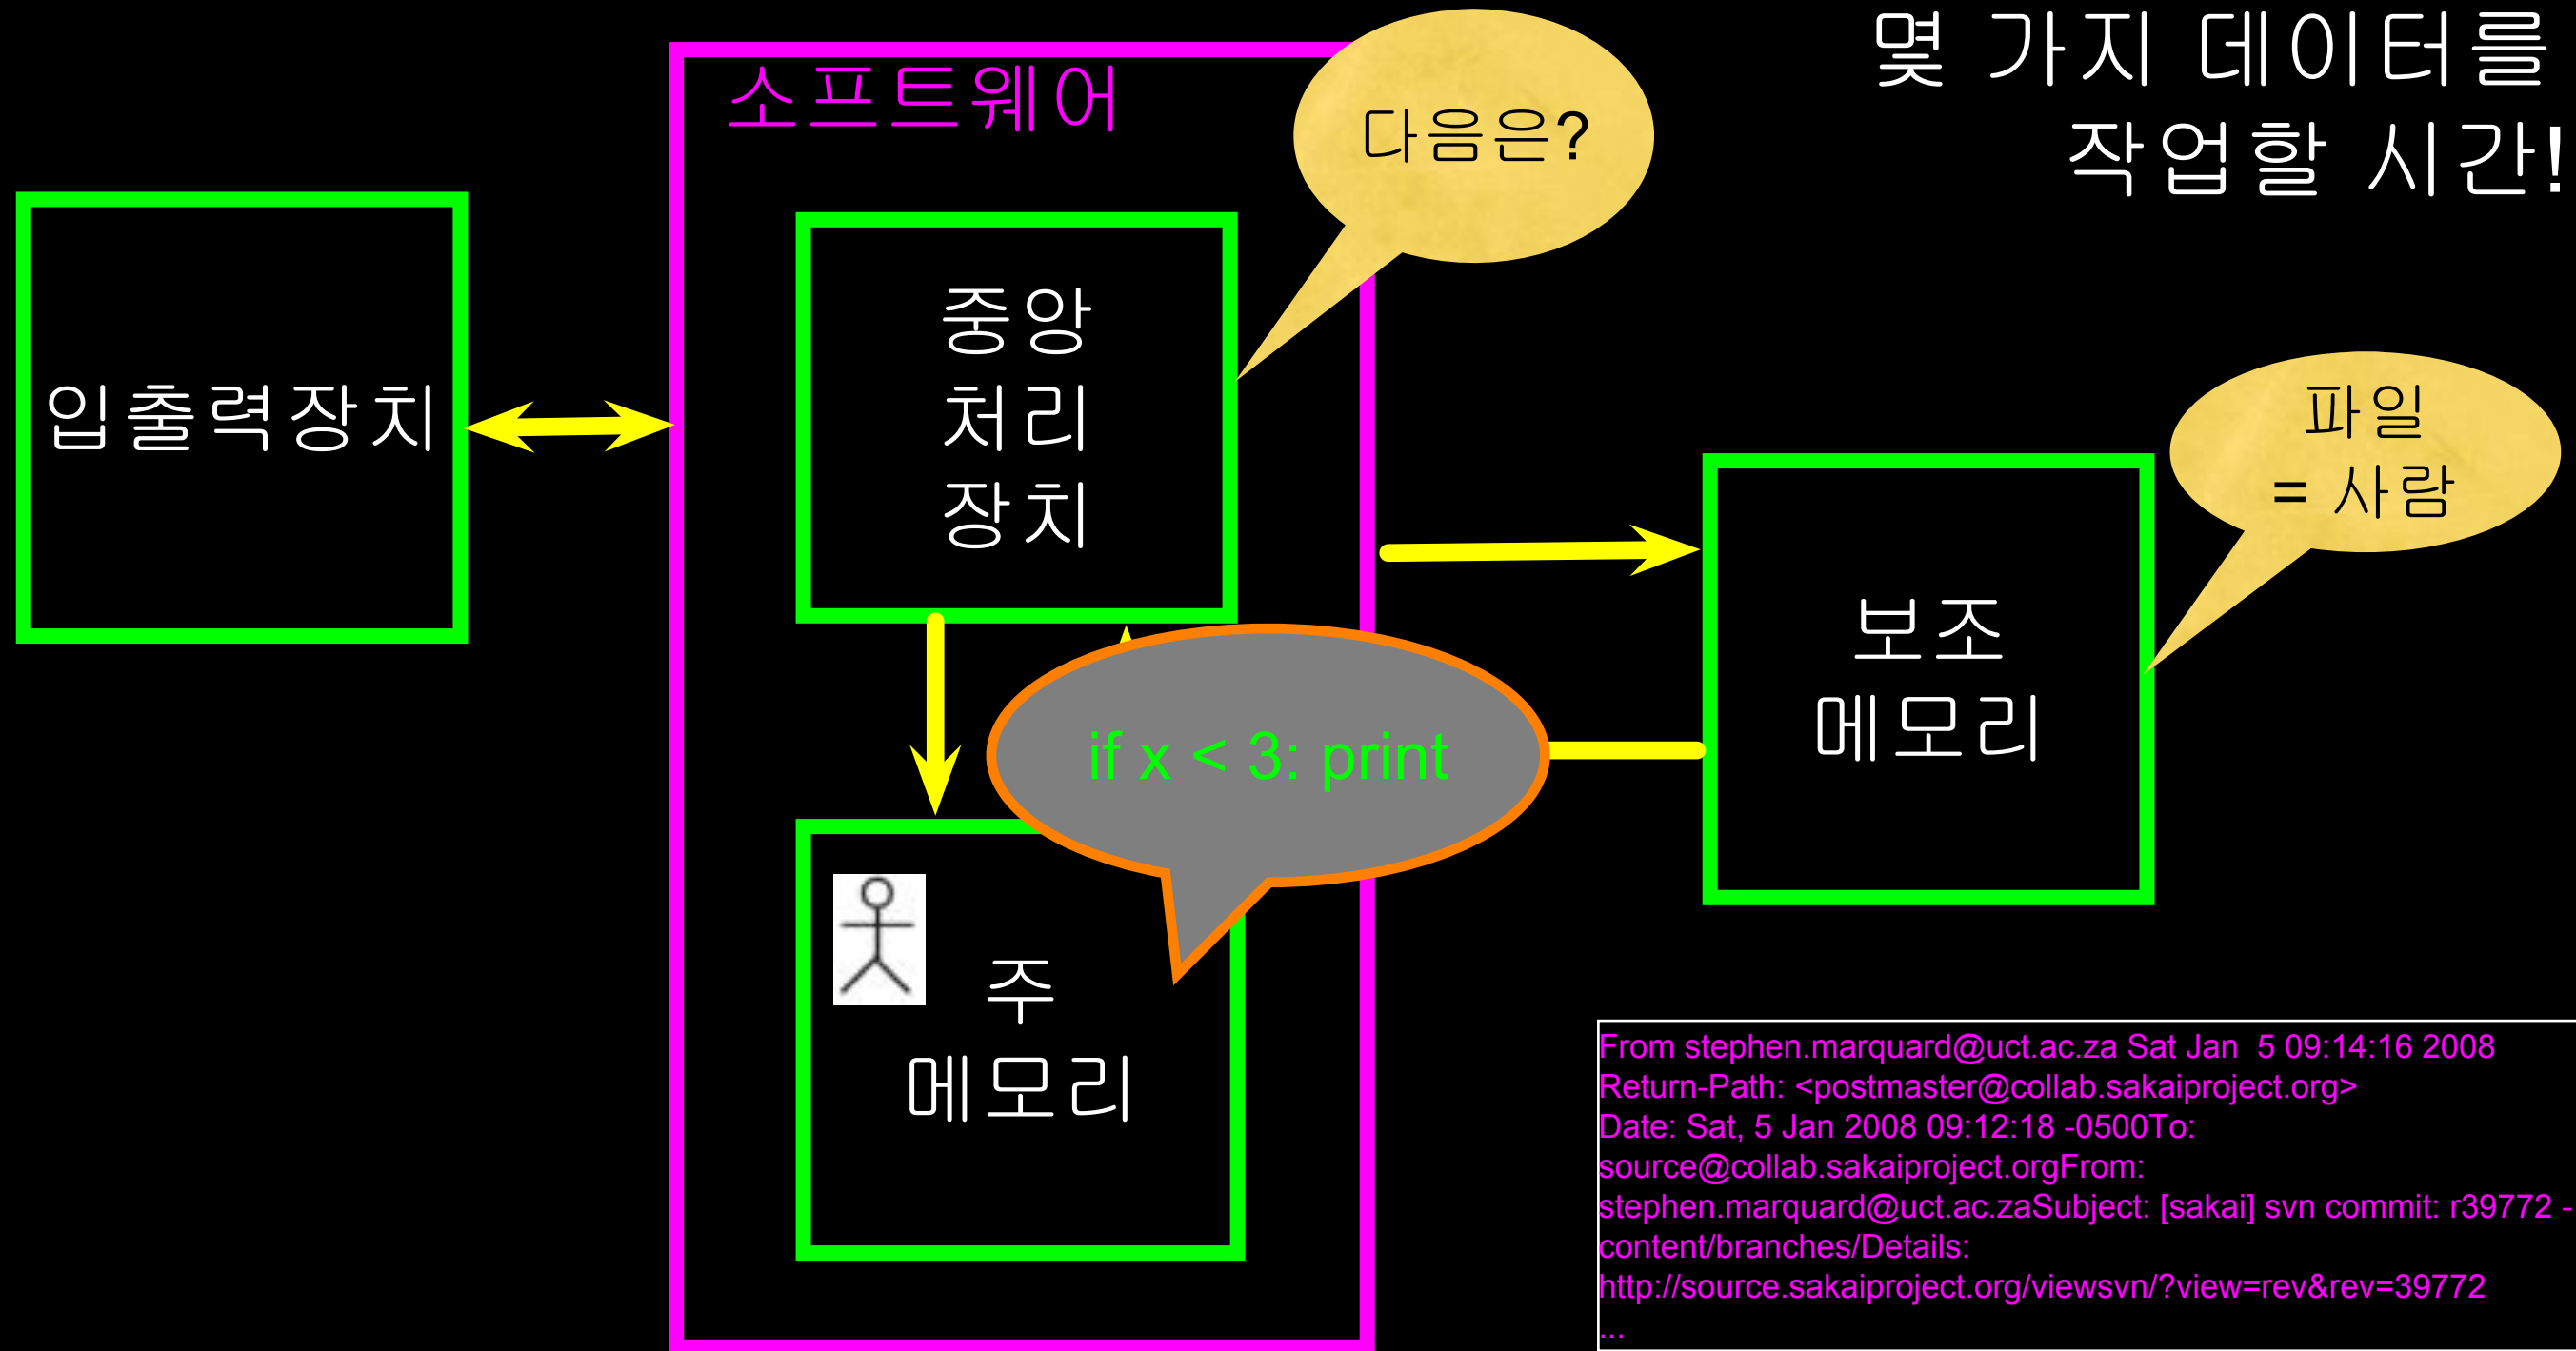 몇 가지 데이터를
작업할 시간!
소프트웨어
다음은?
입출력장치
중앙
처리
장치
파일
= 사람
보조
메모리
if x < 3: print
주
메모리
From stephen.marquard@uct.ac.za Sat Jan  5 09:14:16 2008
Return-Path: <postmaster@collab.sakaiproject.org>
Date: Sat, 5 Jan 2008 09:12:18 -0500To:
source@collab.sakaiproject.orgFrom:
stephen.marquard@uct.ac.zaSubject: [sakai] svn commit: r39772 -
content/branches/Details:
http://source.sakaiproject.org/viewsvn/?view=rev&rev=39772
...